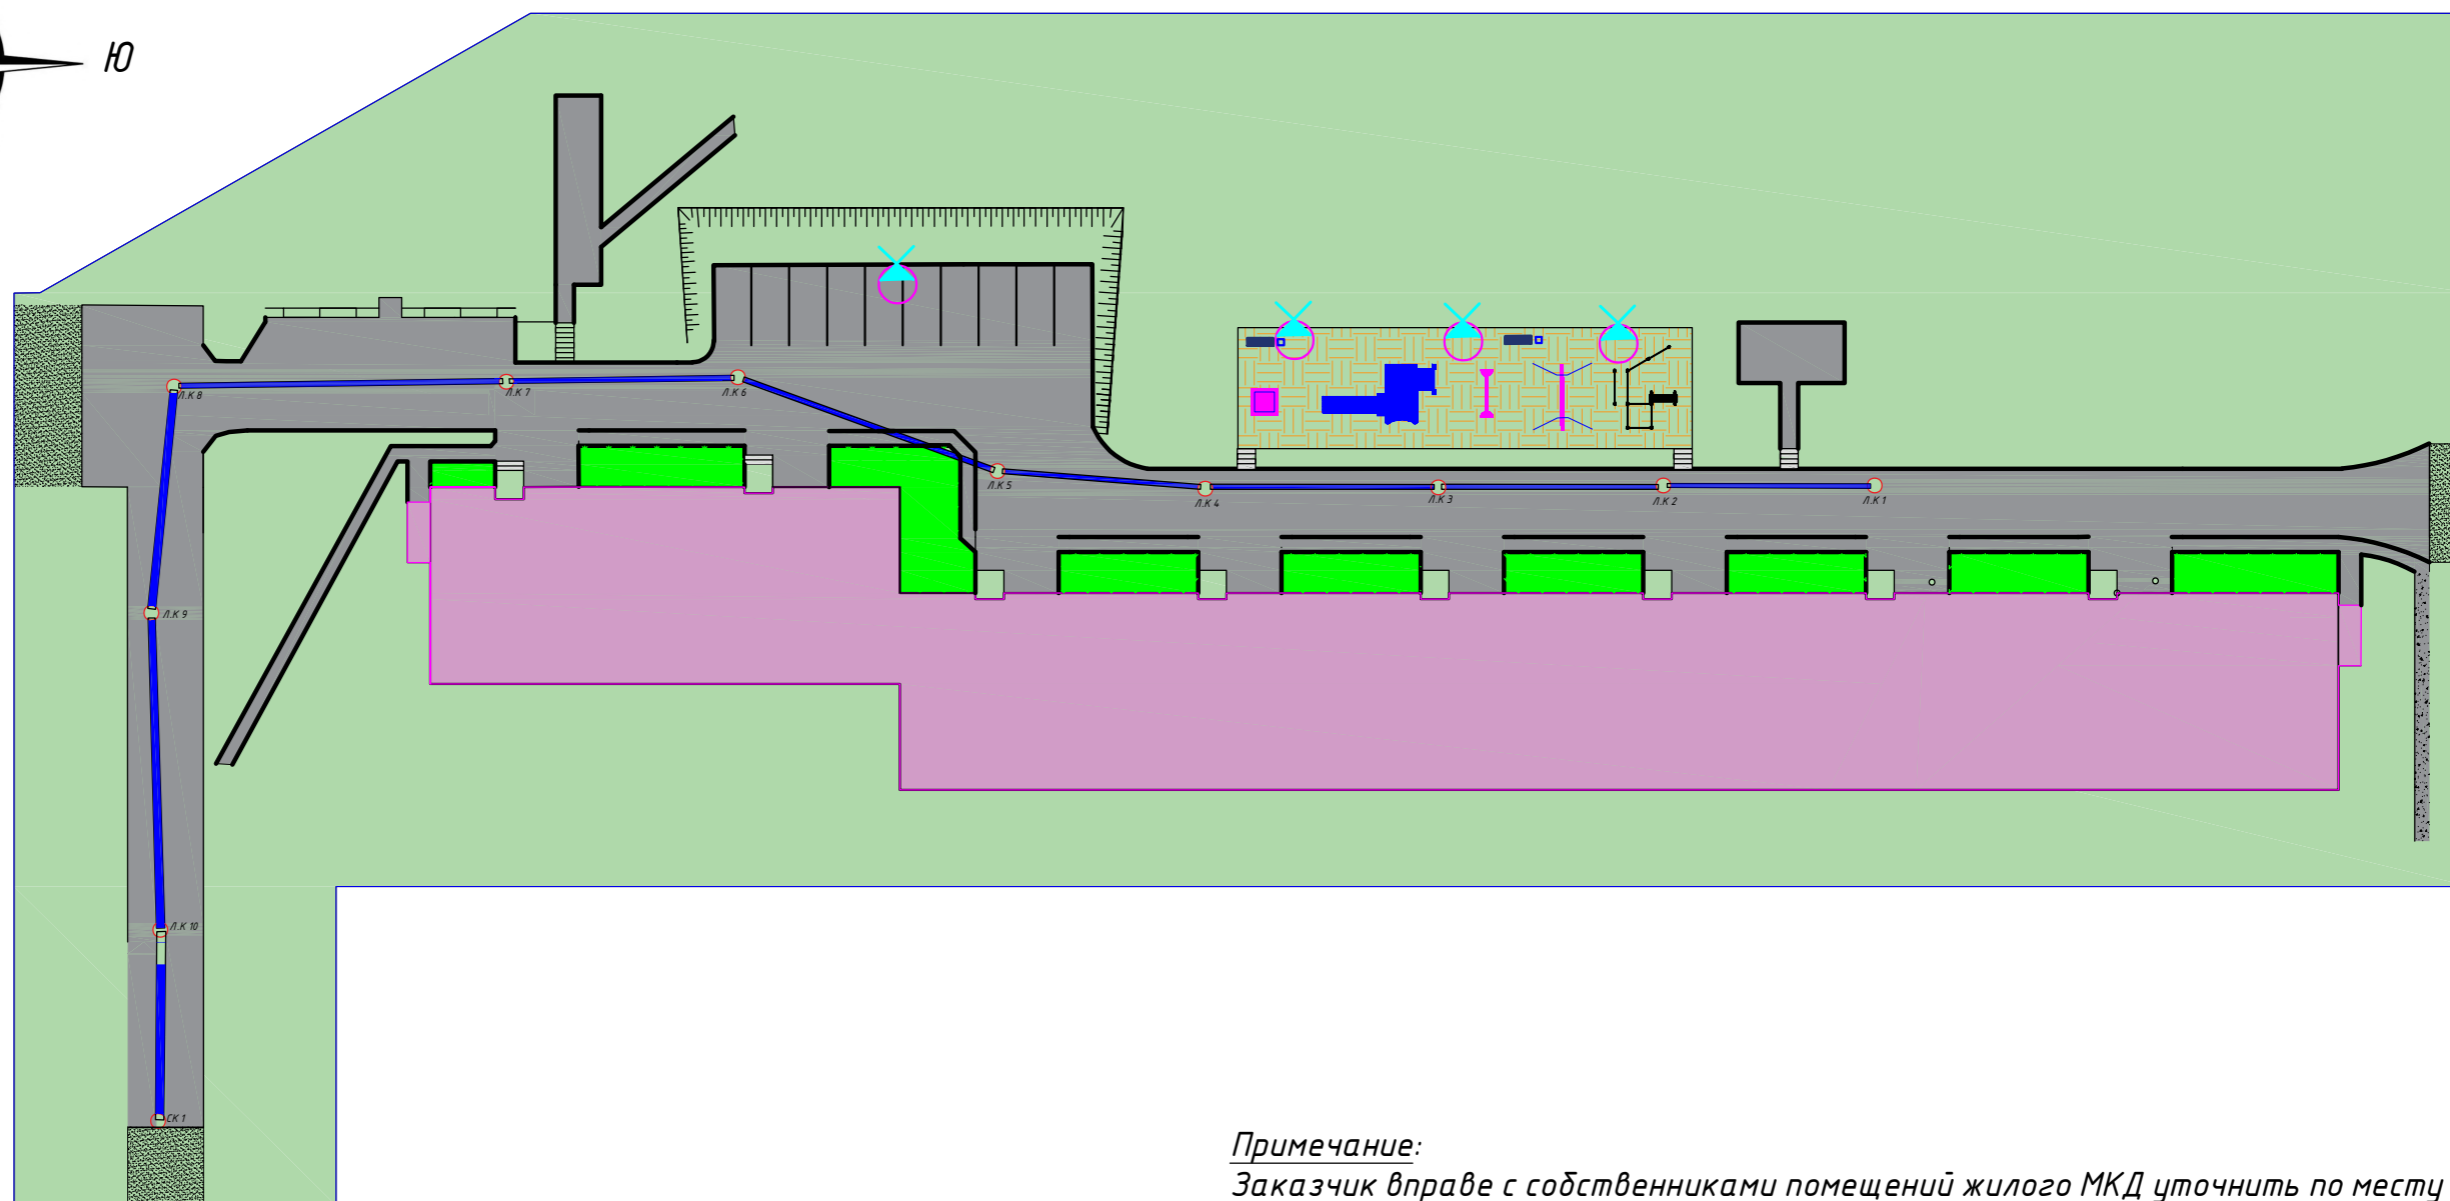 Ю
Л.К 8
Л.К 7
Л.К 6
Л.К 5
Л.К 4
Л.К 3
Л.К 2
Л.К 1
Л.К 9
Л.К 10
СК 1
Примечание:
Заказчик вправе с собственниками помещений жилого МКД уточнить по месту